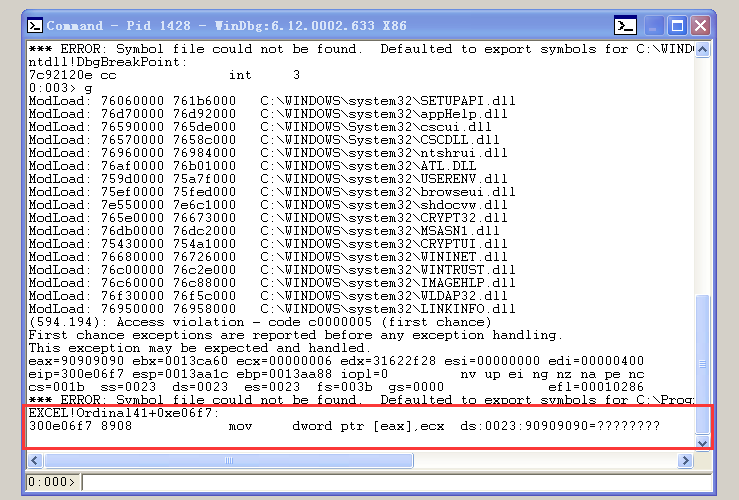 Command - Pid 1428 - WinDbg:6.12.0002.633 X86
*** ERROR: Symbol file could not be found.  Defaulted to export symbols for C:\WINDO
ntdll!DbgBreakPoint:
7c92120e cc              int     3
0:003> g
ModLoad: 76060000 761b6000   C:\WINDOWS\system32\SETUPAPI.dll
ModLoad: 76d70000 76d92000   C:\WINDOWS\system32\appHelp.dll
ModLoad: 76590000 765de000   C:\WINDOWS\System32\cscui.dll
ModLoad: 76570000 7658c000   C:\WINDOWS\System32\CSCDLL.dll
ModLoad: 76960000 76984000   C:\WINDOWS\system32\ntshrui.dll
ModLoad: 76af0000 76b01000   C:\WINDOWS\system32\ATL.DLL
ModLoad: 759d0000 75a7f000   C:\WINDOWS\system32\USERENV.dll
ModLoad: 75ef0000 75fed000   C:\WINDOWS\system32\browseui.dll
ModLoad: 7e550000 7e6c1000   C:\WINDOWS\system32\shdocvw.dll
ModLoad: 765e0000 76673000   C:\WINDOWS\system32\CRYPT32.dll
ModLoad: 76db0000 76dc2000   C:\WINDOWS\system32\MSASN1.dll
ModLoad: 75430000 754a1000   C:\WINDOWS\system32\CRYPTUI.dll
ModLoad: 76680000 76726000   C:\WINDOWS\system32\WININET.dll
ModLoad: 76c00000 76c2e000   C:\WINDOWS\system32\WINTRUST.dll
ModLoad: 76c60000 76c88000   C:\WINDOWS\system32\IMAGEHLP.dll
ModLoad: 76f30000 76f5c000   C:\WINDOWS\system32\WLDAP32.dll
ModLoad: 76950000 76958000   C:\WINDOWS\system32\LINKINFO.dll
(594.194): Access violation - code c0000005 (first chance)
First chance exceptions are reported before any exception handling.
This exception may be expected and handled.
eax=90909090 ebx=0013ca60 ecx=00000006 edx=31622f28 esi=00000000 edi=00000400
eip=300e06f7 esp=0013aa1c ebp=0013aa88 iopl=0         nv up ei ng nz na pe nc
cs=001b  ss=0023  ds=0023  es=0023  fs=003b  gs=0000             efl=00010286
*** ERROR: Symbol file could not be found.  Defaulted to export symbols for C:\Prog
EXCEL!Ordinal41+0xe06f7:
300e06f7 8908            mov     dword ptr [eax],ecx  ds:0023:90909090=????????
0:000>